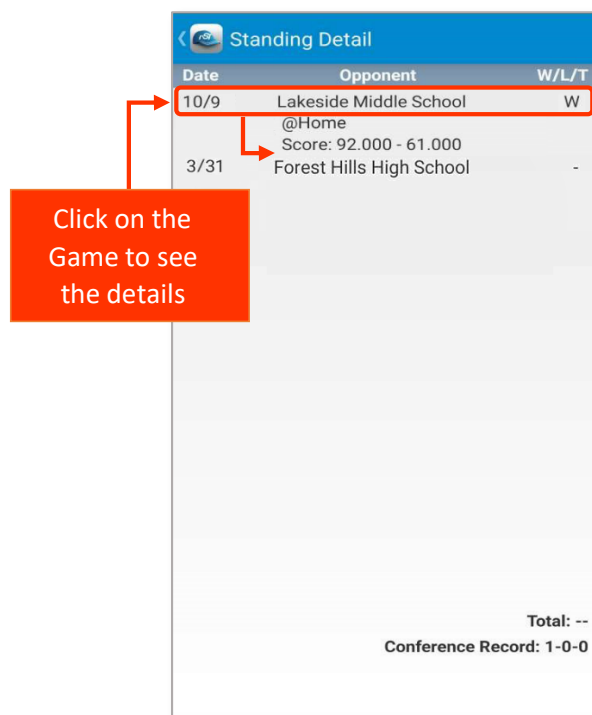 Standing Detail
Date Opponent W/L/T
10/9 Lakeside Middle School W
@Home
Score: 92.000 - 61.000
3/31 Forest Hills High School -
Click on the
Game to see
the details
Total: --
Conference Record: 1-0-0